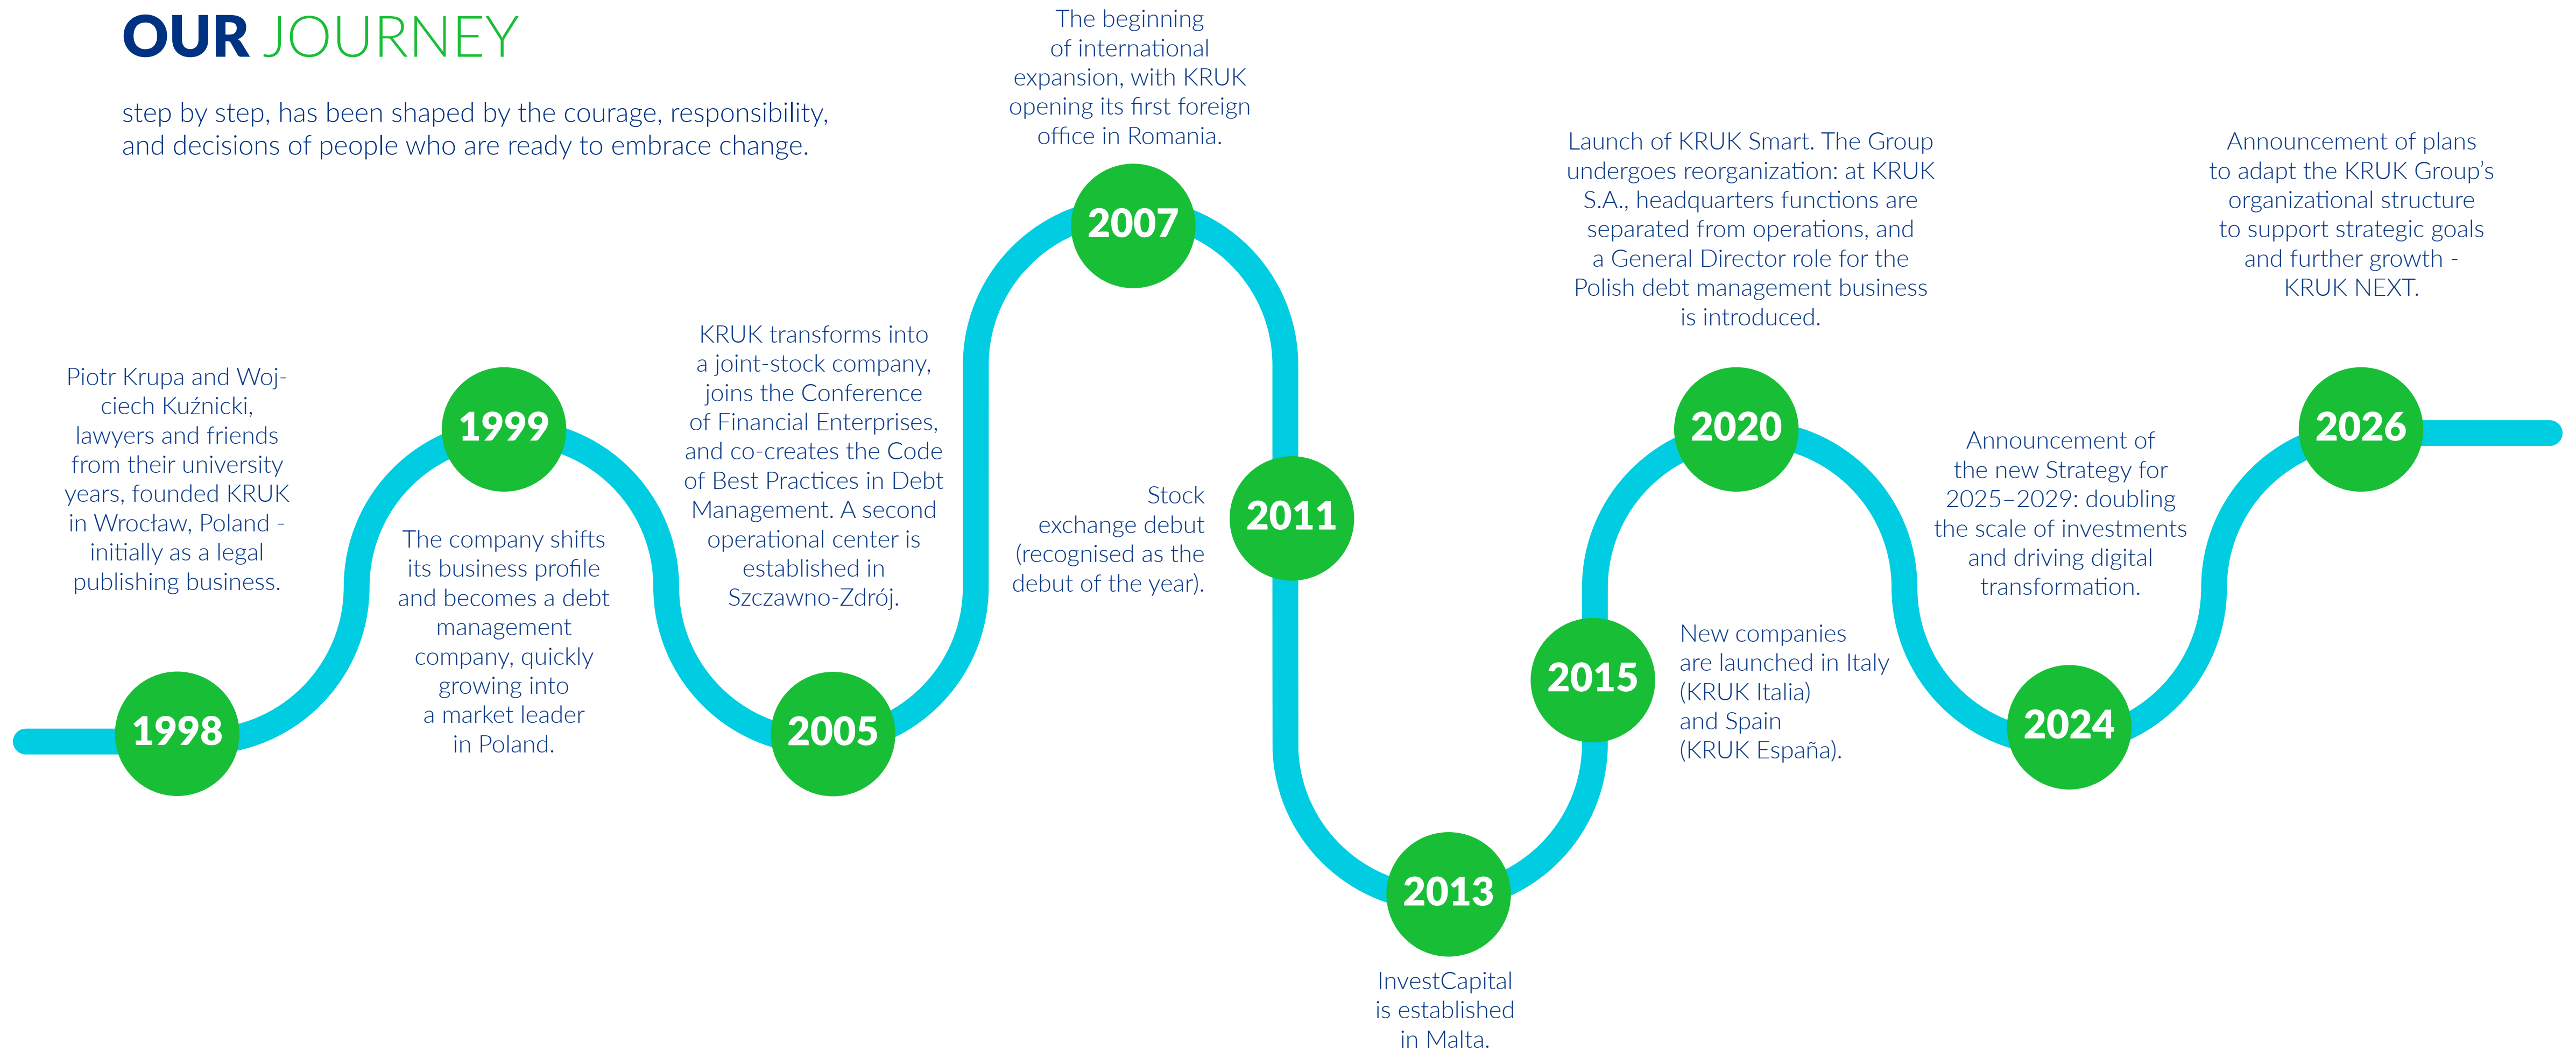 OUR JOURNEY
step by step, has been shaped by the courage, responsibility,
and decisions of people who are ready to embrace change.
Piotr Krupa and Woj-
ciech Kuźnicki,
lawyers and friends
from their university
years, founded KRUK
in Wrocław, Poland -
initially as a legal
publishing business.
1998
1999
The company shifts
its business profile
and becomes a debt
management
company, quickly
growing into
a market leader
in Poland.
KRUK transforms into
a joint-stock company,
joins the Conference
of Financial Enterprises,
and co-creates the Code
of Best Practices in Debt
Management. A second
operational center is
established in
Szczawno-Zdrój.
2005
The beginning
of international
expansion, with KRUK
opening its first foreign
office in Romania.
2007
Stock
exchange debut
(recognised as the
debut of the year).
2011
2013
InvestCapital
is established
in Malta.
2015
New companies
are launched in Italy
(KRUK Italia)
and Spain
(KRUK España).
Launch of KRUK Smart. The Group
undergoes reorganization: at KRUK
S.A., headquarters functions are
separated from operations, and
a General Director role for the
Polish debt management business
is introduced.
2020
Announcement of
the new Strategy for
2025–2029: doubling
the scale of investments
and driving digital
transformation.
2024
Announcement of plans
to adapt the KRUK Group’s
organizational structure
to support strategic goals
and further growth -
KRUK NEXT.
2026